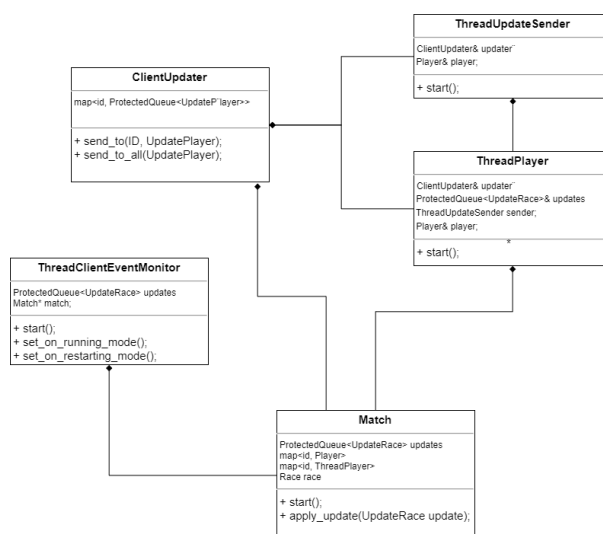 ThreadUpdateSender
ClientUpdater& updater¨
Player& player;
+ start();
ClientUpdater
map<id, ProtectedQueue<UpdateP¨layer>>
+ send_to(ID, UpdatePlayer);
+ send_to_all(UpdatePlayer);
ThreadPlayer
ClientUpdater& updater¨
ProtectedQueue<UpdateRace>& updates
ThreadUpdateSender sender;
Player& player;
*
+ start();
ThreadClientEventMonitor
ProtectedQueue<UpdateRace> updates
Match* match;
+ start();
+ set_on_running_mode();
+ set_on_restarting_mode();
Match
ProtectedQueue<UpdateRace> updates
map<id, Player>
map<id, ThreadPlayer>
Race race
+ start();
+ apply_update(UpdateRace update);